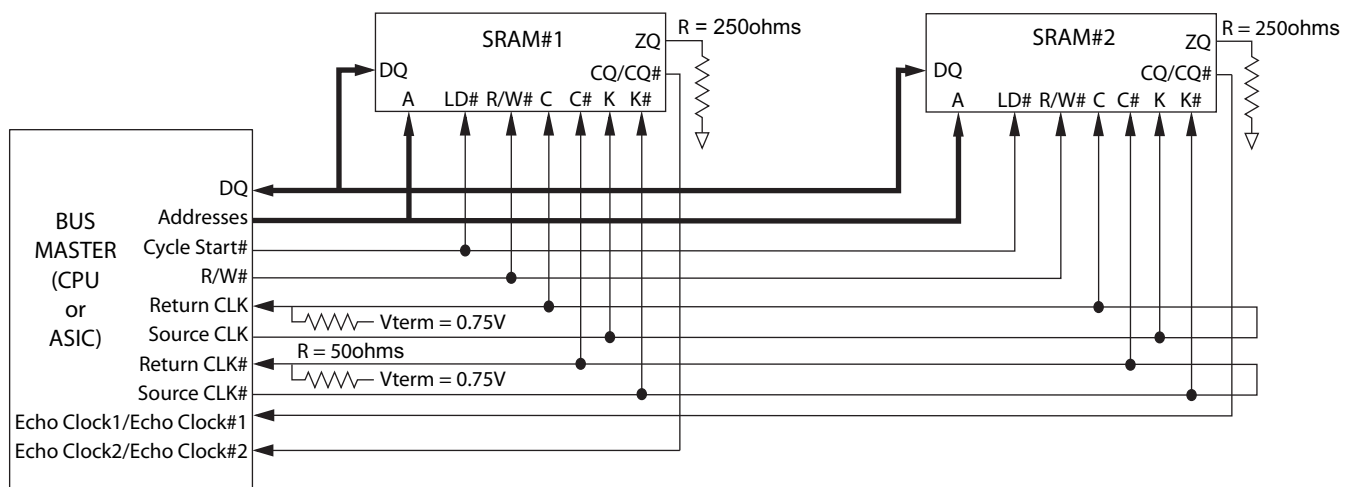 SRAM#1
ZQ
R = 250ohms
DQ
CQ/CQ#
A
LD#
R/W#
C
C#
K
K#
SRAM#2
ZQ
R = 250ohms
DQ
CQ/CQ#
A
LD#
R/W#
C
C#
K
K#
BUS
MASTER
(CPU
or
ASIC)
DQ
Addresses
Cycle Start#
R/W#
Return CLK
Vterm = 0.75V
Source CLK
R = 50ohms
Return CLK#
Vterm = 0.75V
Source CLK#
Echo Clock1/Echo Clock#1
Echo Clock2/Echo Clock#2